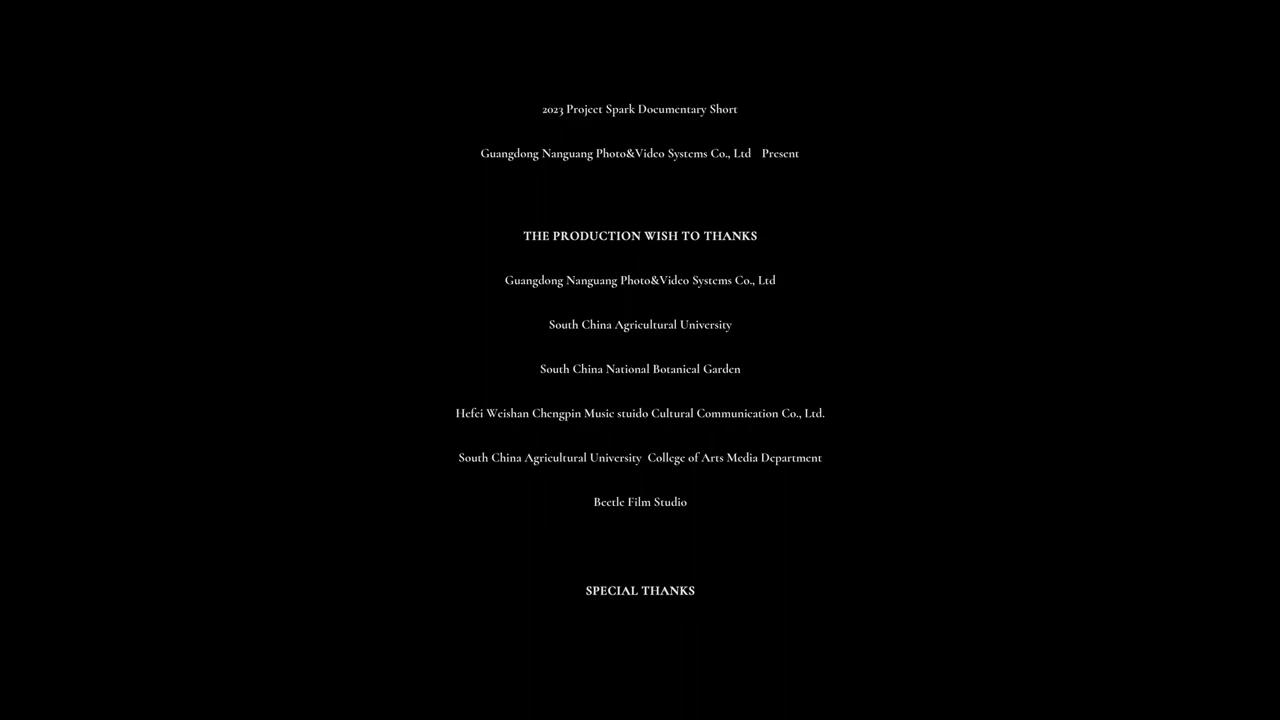 2023 Project Spark Documentary Short
Guangdong Nanguang Photo&Video Systems Co., Ltd Present
THE PRODUCTION WISH TO THANKS
Guangdong Nanguang Photo&Video Systems Co., Ltd
South China Agricultural University
South China National Botanical Garden
Hefei Weishan Chengpin Music stuido Cultural Communication Co., Ltd.
South China Agricultural University College of Arts Media Department
Beetle Film Studio
SPECIAL THANKS